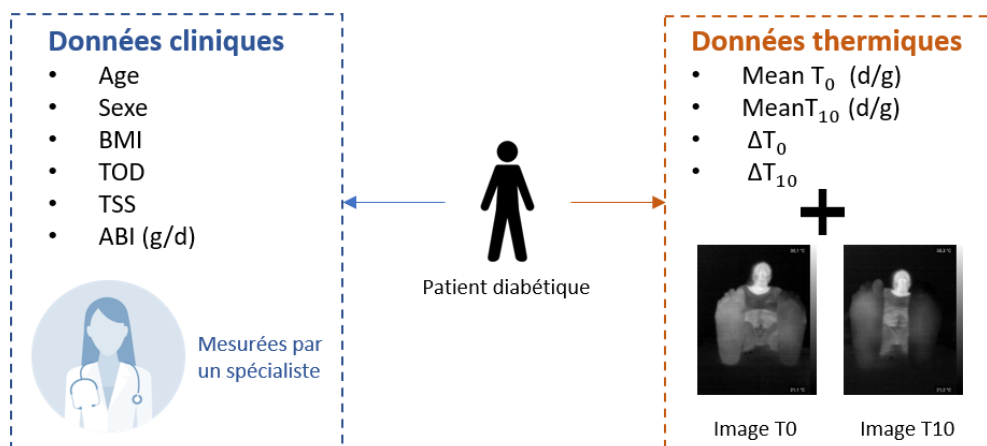 Données cliniques
• Age
• Sexe
• BMI
• TOD
• TSS
• ABI (g/d)
Mesurées par
un spécialiste
Patient diabétique
Données thermiques
• Mean T₀ (d/g)
• MeanT₁₀ (d/g)
• ΔT₀
• ΔT₁₀
+
Image T0
Image T10